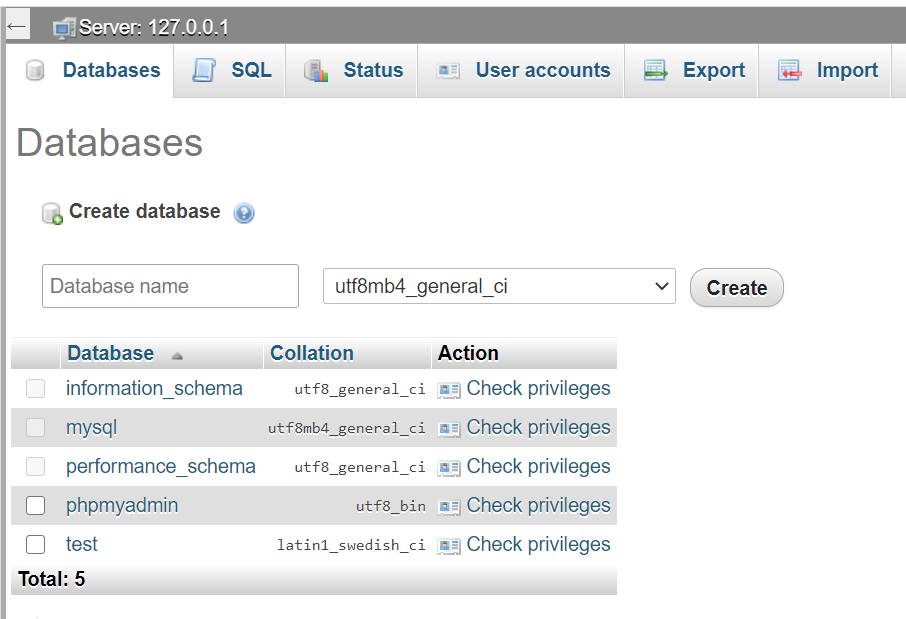 Server: 127.0.0.1
Databases SQL Status User accounts Export Import
Databases
Create database
Database name utf8mb4_general_ci Create
Database Collation Action
information_schema utf8_general_ci Check privileges
mysql utf8mb4_general_ci Check privileges
performance_schema utf8_general_ci Check privileges
phpmyadmin utf8_bin Check privileges
test latin1_swedish_ci Check privileges
Total: 5